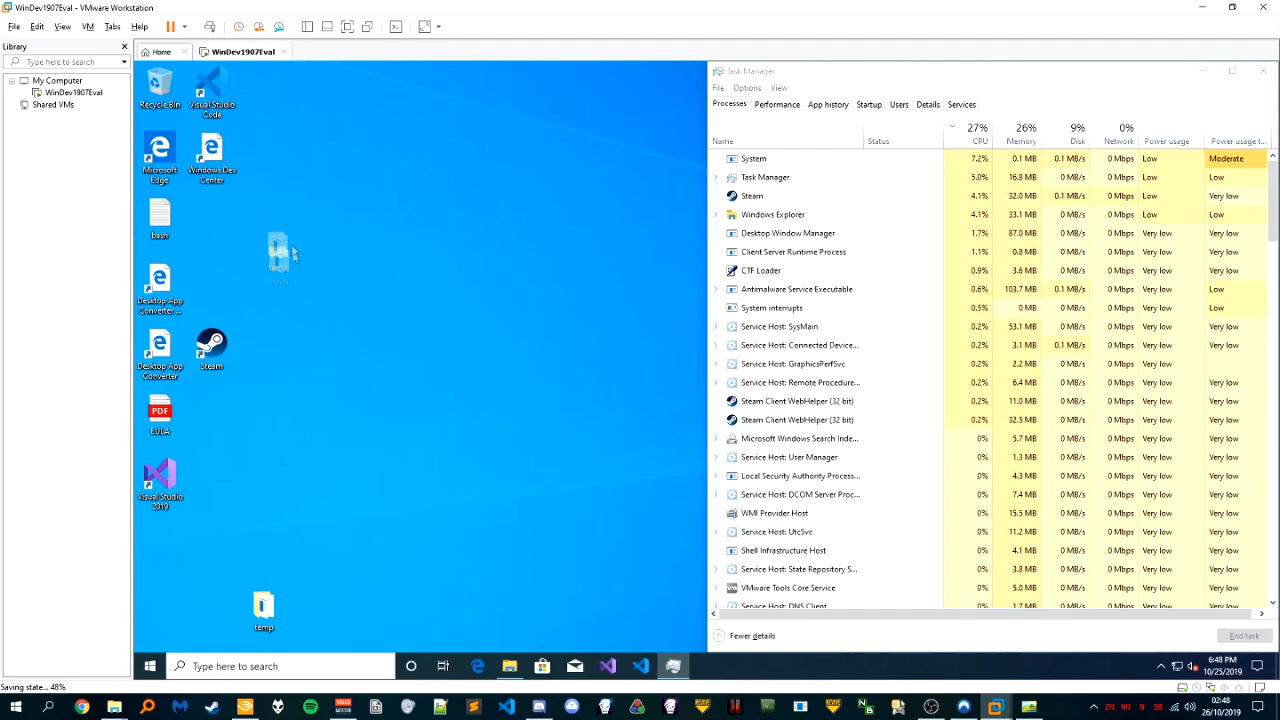 WinDev1907Eval - VMware Workstation
File Edit View VM Tabs Help
Library
Type here to search
My Computer
WinDev1907Eval
Shared VMs
Home WinDev1907Eval
Recycle Bin
Visual Studio
Code
Microsoft
Edge
Windows Dev
Center
bash
Desktop App
Converter ...
Desktop App
Converter
Steam
EULA
Visual Studio
2019
temp
temp
temp
Task Manager
File Options View
Processes Performance App history Startup Users Details Services
27% 26% 9% 0%
Name Status CPU Memory Disk Network Power usage Power usage t...
System 7.2% 0.1 MB 0.1 MB/s 0 Mbps Low Moderate
Task Manager 5.0% 16.8 MB 0 MB/s 0 Mbps Low Low
Steam 4.1% 32.0 MB 0.1 MB/s 0 Mbps Low Very low
Windows Explorer 4.1% 33.1 MB 0 MB/s 0 Mbps Low Low
Desktop Window Manager 1.7% 87.0 MB 0 MB/s 0 Mbps Very low Very low
Client Server Runtime Process 1.1% 0.8 MB 0 MB/s 0 Mbps Very low Very low
CTF Loader 0.9% 3.6 MB 0 MB/s 0 Mbps Very low Very low
Antimalware Service Executable 0.6% 103.7 MB 0 MB/s 0 Mbps Very low Low
System interrupts 0.5% 0 MB 0 MB/s 0 Mbps Very low Low
Service Host: SysMain 0.2% 53.1 MB 0 MB/s 0 Mbps Very low Very low
Service Host: Connected Device... 0.2% 3.1 MB 0.1 MB/s 0 Mbps Very low Very low
Service Host: GraphicsPerfSvc 0.2% 2.2 MB 0 MB/s 0 Mbps Very low
Service Host: Remote Procedure... 0.2% 6.4 MB 0 MB/s 0 Mbps Very low Very low
Steam Client WebHelper (32 bit) 0.2% 11.0 MB 0 MB/s 0 Mbps Very low Very low
Steam Client WebHelper (32 bit) 0.2% 32.5 MB 0 MB/s 0 Mbps Very low Very low
Microsoft Windows Search Inde... 0% 5.7 MB 0 MB/s 0 Mbps Very low Very low
Service Host: User Manager 0% 1.3 MB 0 MB/s 0 Mbps Very low Very low
Local Security Authority Process... 0% 4.3 MB 0 MB/s 0 Mbps Very low Very low
Service Host: DCOM Server Proc... 0% 7.4 MB 0 MB/s 0 Mbps Very low Very low
WMI Provider Host 0% 15.5 MB 0 MB/s 0 Mbps Very low Very low
Service Host: UtcSvc 0% 11.2 MB 0 MB/s 0 Mbps Very low Very low
Shell Infrastructure Host 0% 4.1 MB 0 MB/s 0 Mbps Very low Very low
Service Host: State Repository S... 0% 3.8 MB 0 MB/s 0 Mbps Very low Very low
VMware Tools Core Service 0% 5.0 MB 0 MB/s 0 Mbps Very low Very low
Service Host: DNS Client 0% 1.7 MB 0 MB/s 0 Mbps Very low Very low
Fewer details End task
Type here to search
6:48 PM
10/25/2019
Saving state... 48%
24 44 9 30
02:48
26/10/2019